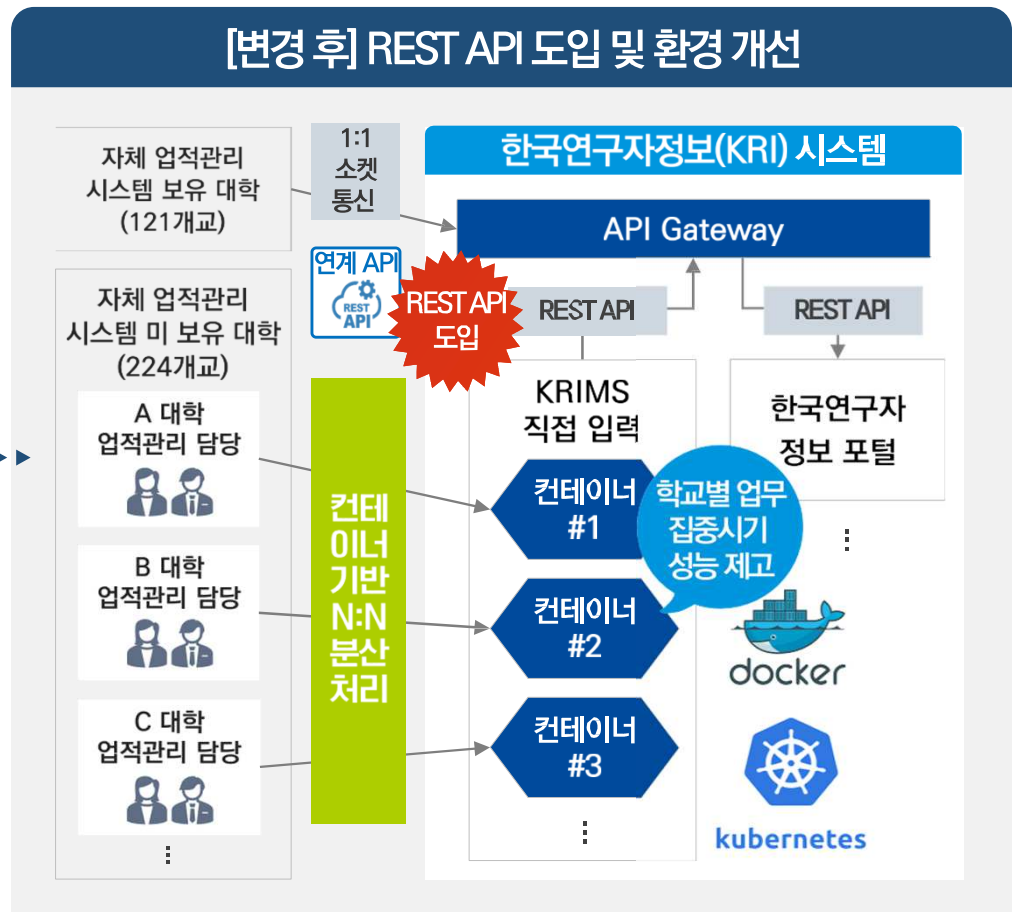 [변경 후] REST API 도입 및 환경 개선
자체 업적관리
시스템 보유 대학
(121개교)
1:1
소켓
통신
한국연구자정보(KRI) 시스템
API Gateway
연계 API
REST
API
REST API
도입
REST API
REST API
자체 업적관리
시스템 미 보유 대학
(224개교)
A 대학
업적관리 담당
B 대학
업적관리 담당
C 대학
업적관리 담당
⋮
컨테
이너
기반
N:N
분산
처리
KRIMS
직접 입력
컨테이너
#1
컨테이너
#2
컨테이너
#3
⋮
학교별 업무
집중시기
성능 제고
한국연구자
정보 포털
⋮
docker
kubernetes